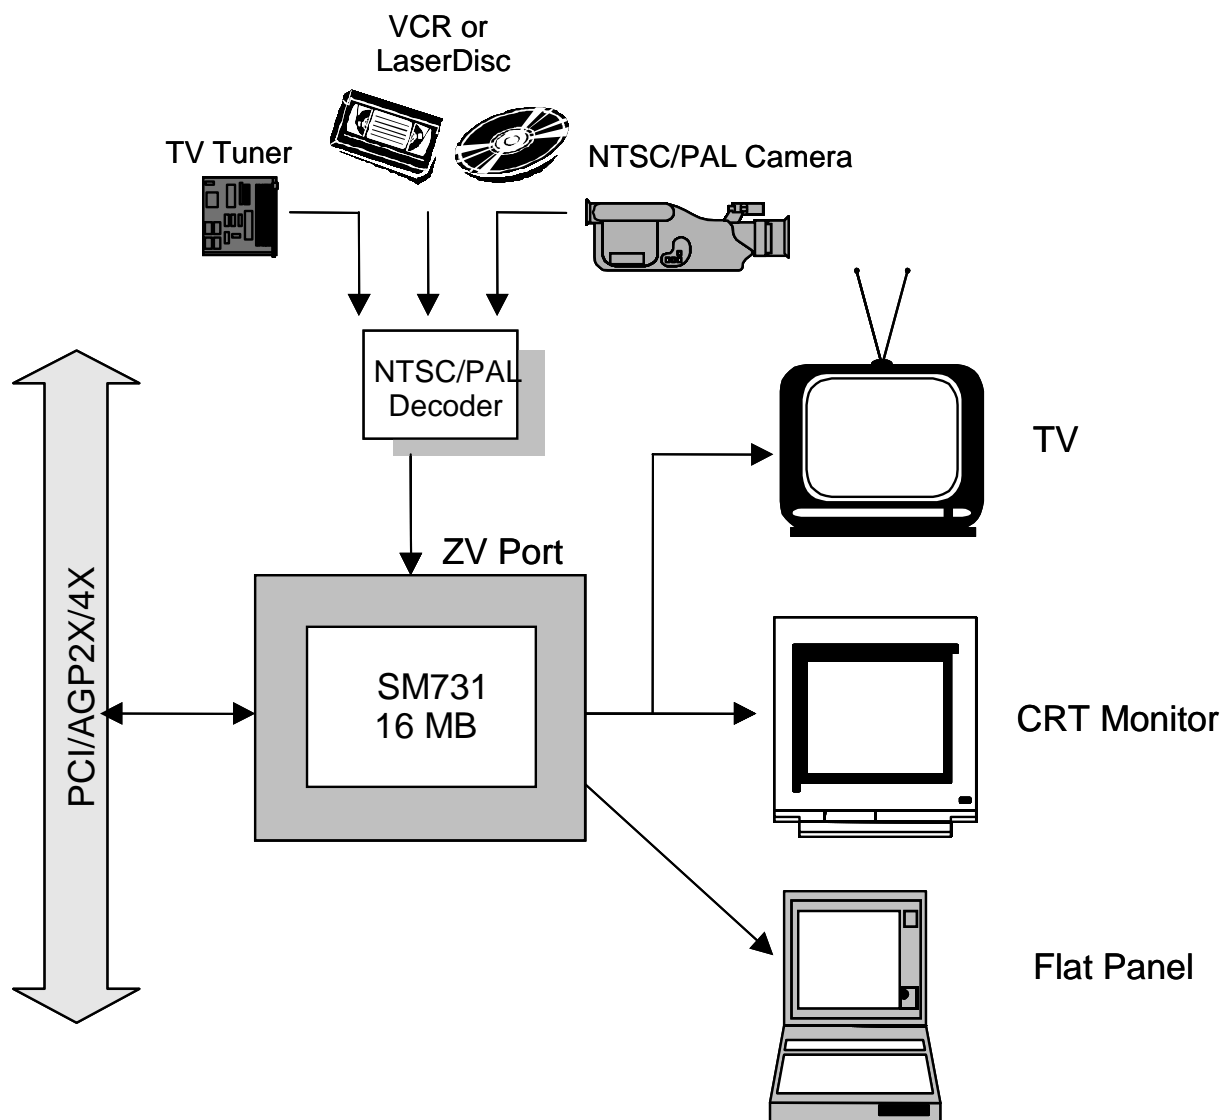 VCR or
LaserDisc
TV Tuner
NTSC/PAL Camera
NTSC/PAL
Decoder
TV
ZV Port
PCI/AGP2X/4X
SM731
16 MB
CRT Monitor
Flat Panel